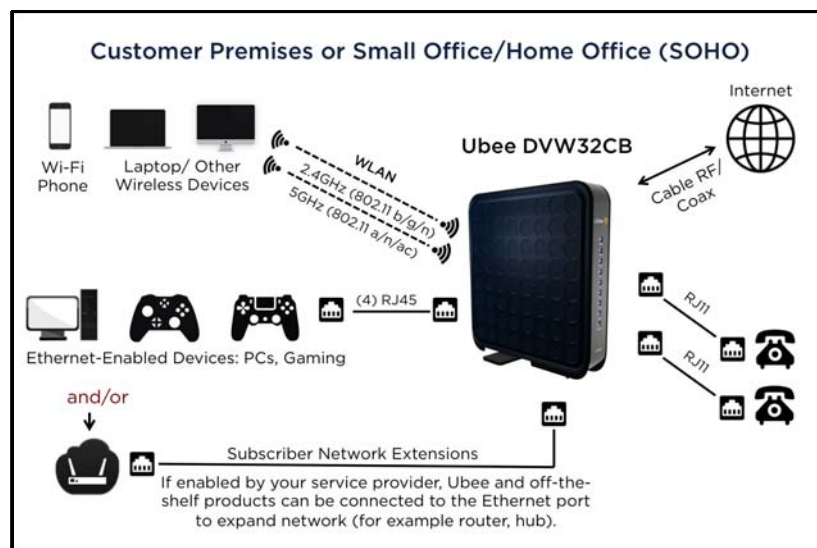 Customer Premises or Small Office/Home Office (SOHO)
Internet
Ubee DVW32CB
Cable RF/
Coax
Wi-Fi
Phone
Laptop/ Other
Wireless Devices
WLAN
2.4GHz (802.11 b/g/n)
5GHz (802.11 a/n/ac)
(4) RJ45
RJ11
RJ11
Ethernet-Enabled Devices: PCs, Gaming
and/or
Subscriber Network Extensions
If enabled by your service provider, Ubee and off-the-
shelf products can be connected to the Ethernet port
to expand network (for example router, hub).